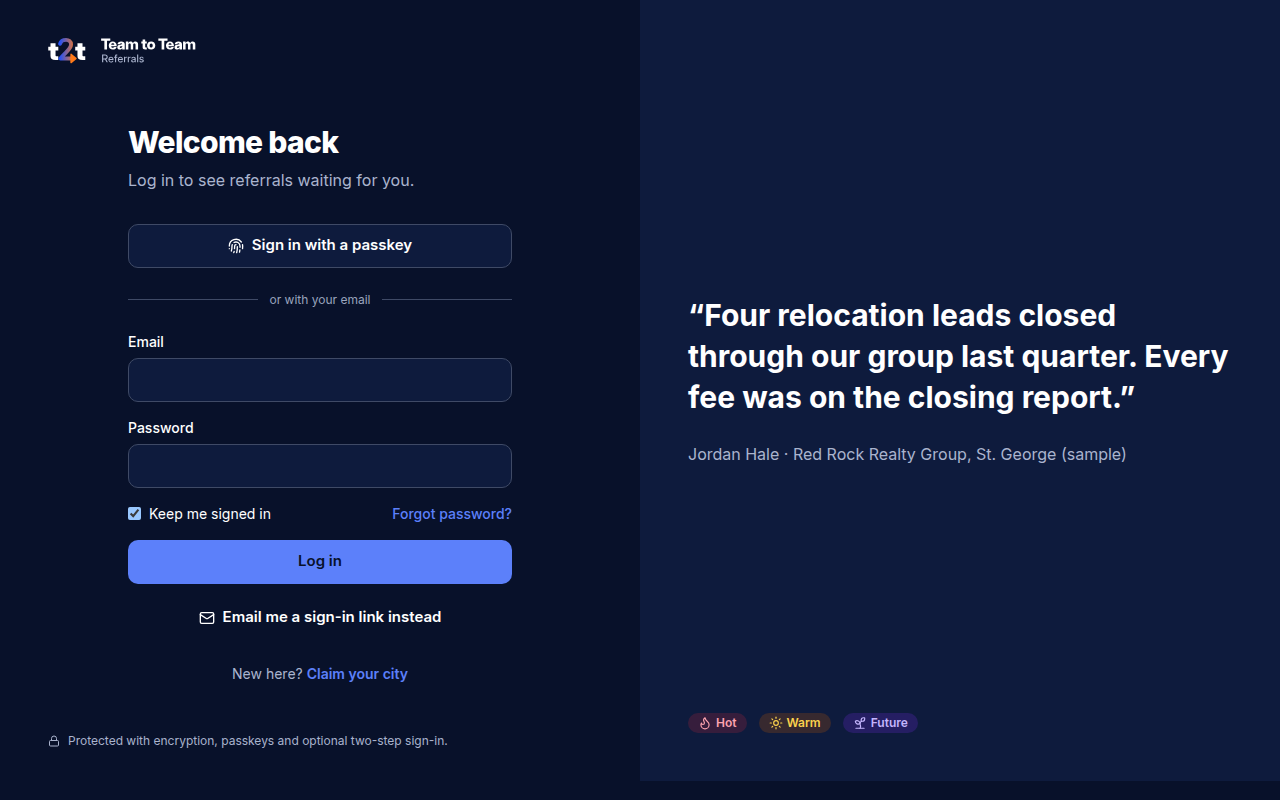 t2t
Team to Team
Referrals
Welcome back
Log in to see referrals waiting for you.
Sign in with a passkey
or with your email
Email
Password
Keep me signed in
Forgot password?
Log in
Email me a sign-in link instead
New here? Claim your city
Protected with encryption, passkeys and optional two-step sign-in.
“Four relocation leads closed
through our group last quarter. Every
fee was on the closing report.”
Jordan Hale · Red Rock Realty Group, St. George (sample)
Hot
Warm
Future